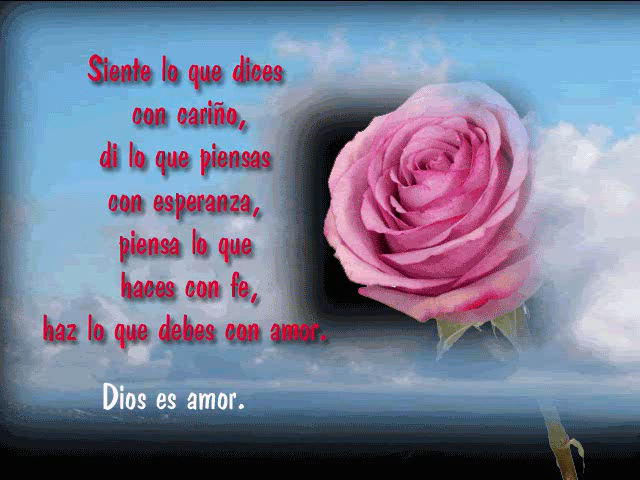 Siente lo que dices
con cariño,
di lo que piensas
con esperanza,
piensa lo que
haces con fe,
haz lo que debes con amor.
Dios es amor.